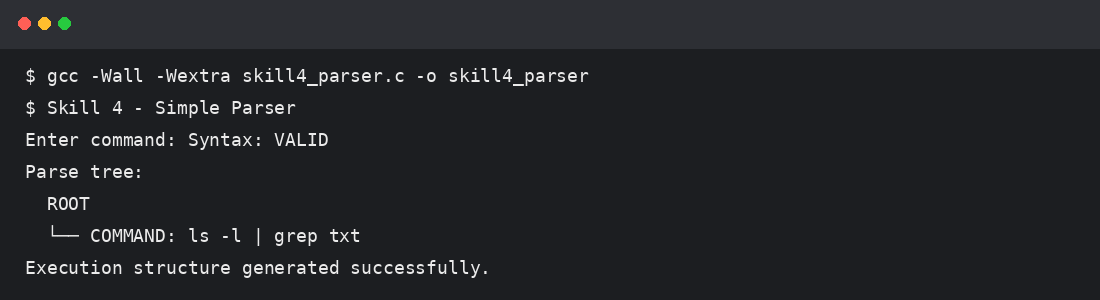 $ gcc -Wall -Wextra skill4_parser.c -o skill4_parser
$ Skill 4 - Simple Parser
Enter command: Syntax: VALID
Parse tree:
  ROOT
  └── COMMAND: ls -l | grep txt
Execution structure generated successfully.